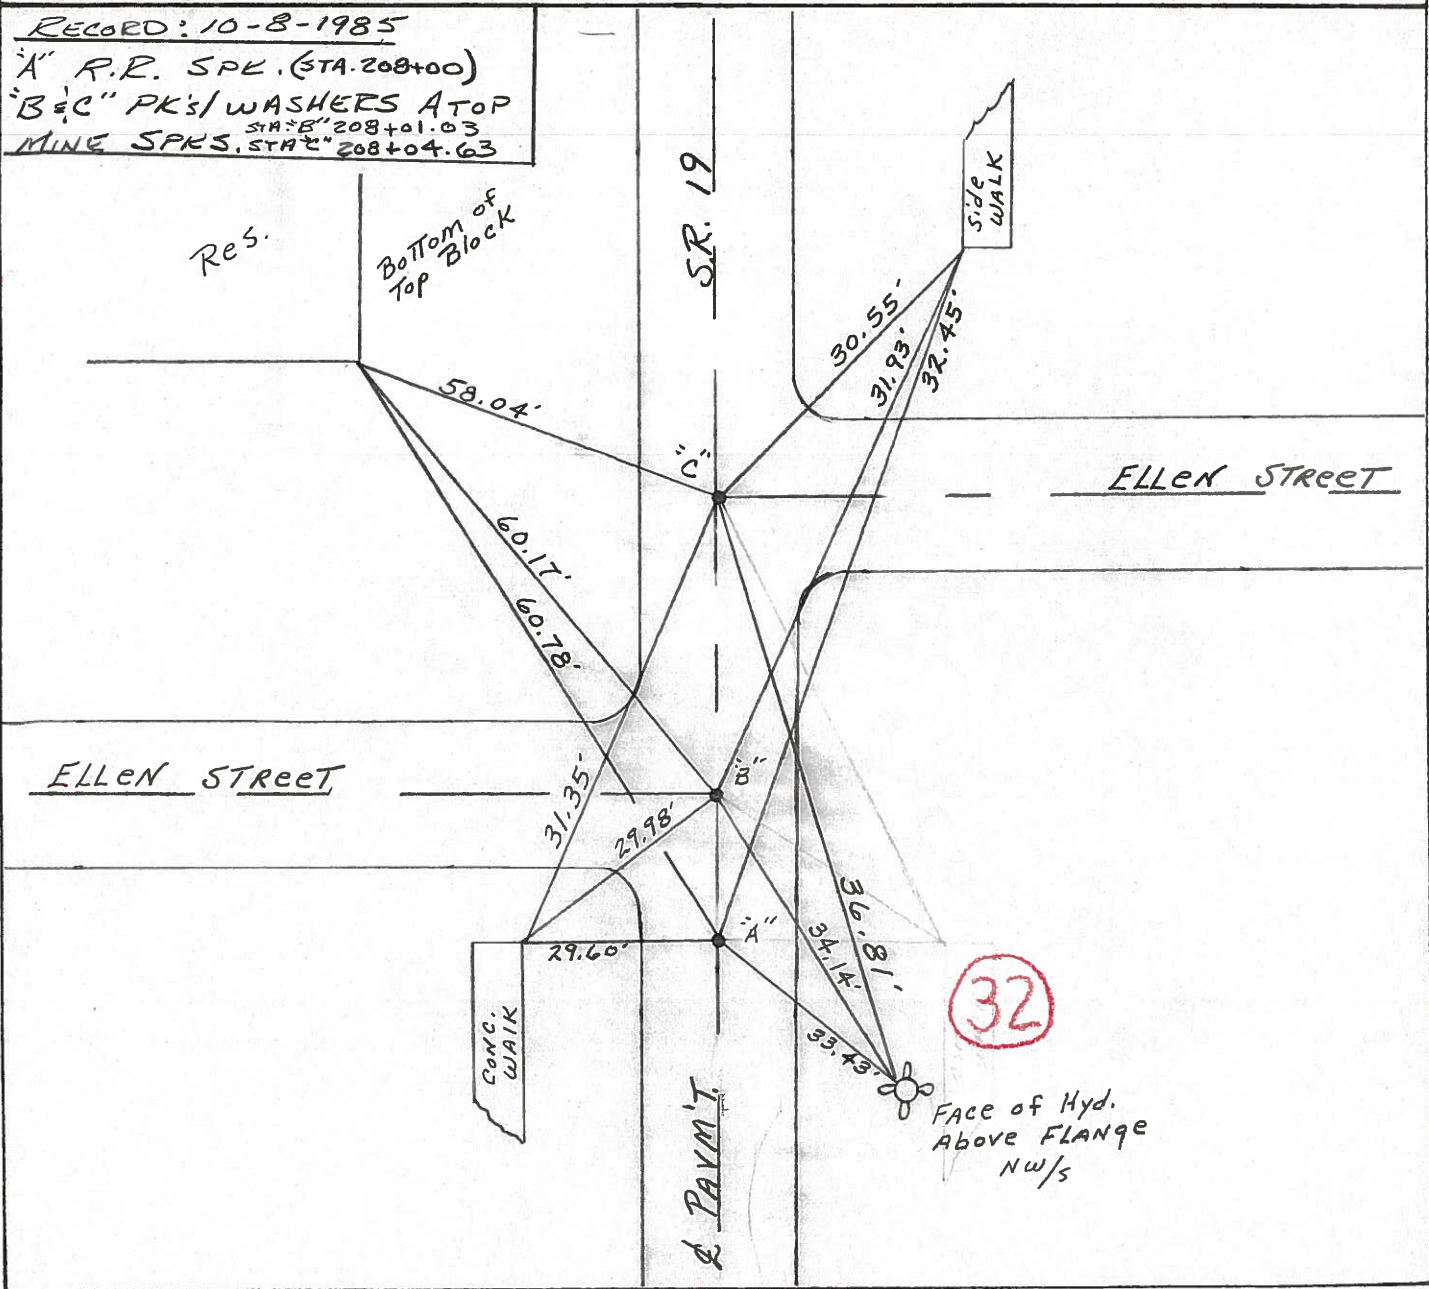 RECORD: 10-8-1985
"A" R.R. SPK. (STA. 208+00)
"B & C" PK's/WASHERS ATOP
MINE SPKS. STA. "B" 208+01.03
STA "C" 208+04.63
Res.
Bottom of
Top Block
S.R. 19
Side
WALK
30.55'
31.93'
32.45'
58.04'
"C"
ELLEN STREET
60.17'
60.78'
ELLEN STREET
"B"
31.35'
29.98'
"A"
29.60'
36.81'
34.14'
33.43'
32
CONC.
WALK
℄ PAVM'T.
FACE of Hyd.
Above FLANge
NW/s